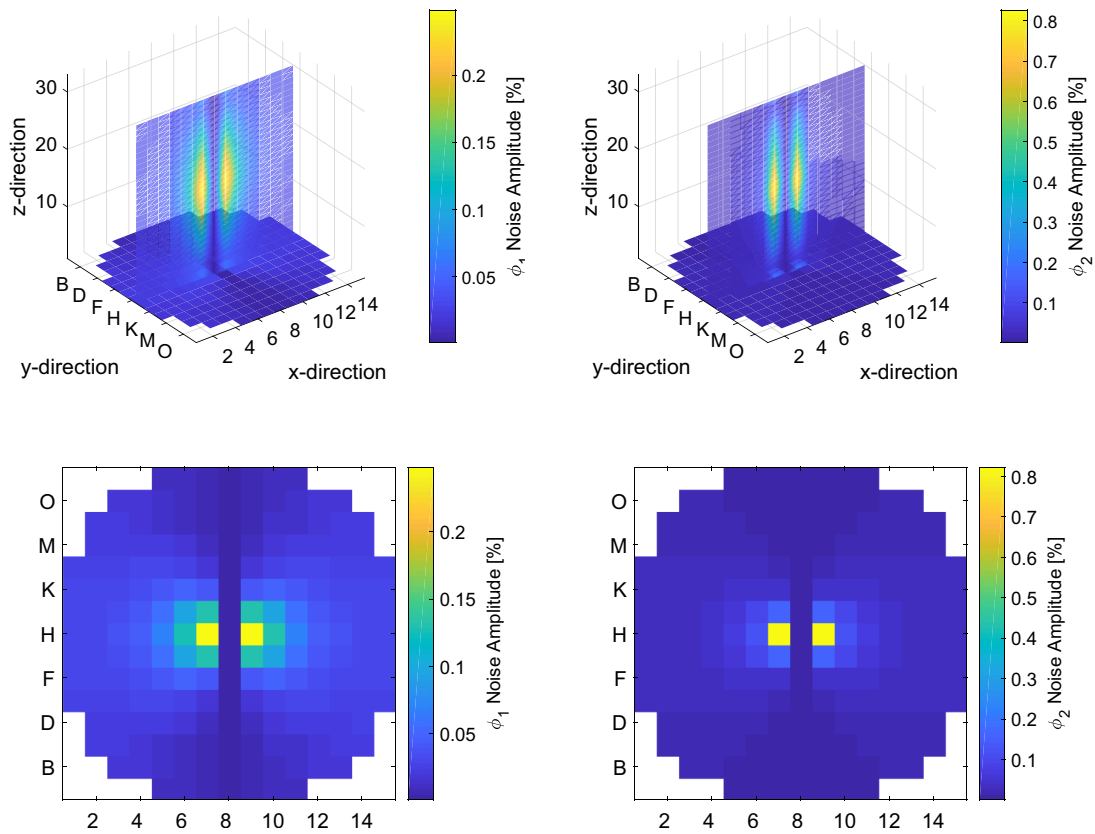 30
20
10
z-direction
B
D
F
H
K
M
O
2
4
6
8
10
12
14
y-direction
x-direction
0.2
0.15
0.1
0.05
ϕ1 Noise Amplitude [%]
30
20
10
z-direction
B
D
F
H
K
M
O
2
4
6
8
10
12
14
y-direction
x-direction
0.8
0.7
0.6
0.5
0.4
0.3
0.2
0.1
ϕ2 Noise Amplitude [%]
O
M
K
H
F
D
B
2 4 6 8 10 12 14
0.2
0.15
0.1
0.05
ϕ1 Noise Amplitude [%]
O
M
K
H
F
D
B
2 4 6 8 10 12 14
0.8
0.7
0.6
0.5
0.4
0.3
0.2
0.1
ϕ2 Noise Amplitude [%]